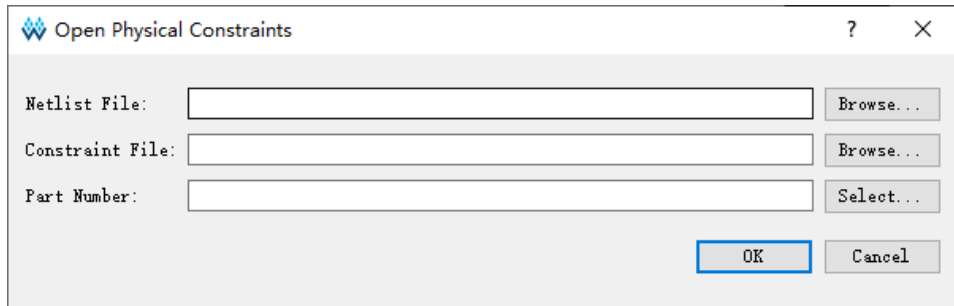 Open Physical Constraints ?
Netlist File: Browse...
Constraint File: Browse...
Part Number: Select...
OK Cancel